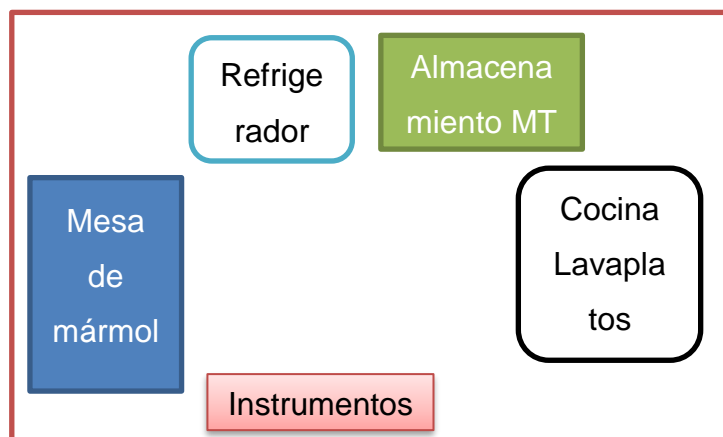 Refrige
rador
Almacena
miento MT
Mesa
de
mármol
Cocina
Lavapla
tos
Instrumentos